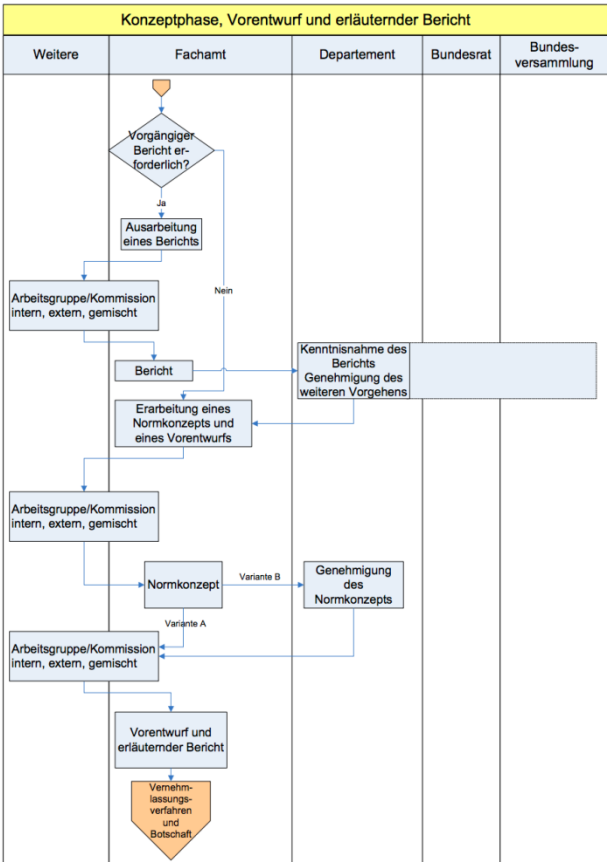 Konzeptphase, Vorentwurf und erläuternder Bericht
Weitere
Fachamt
Departement
Bundesrat
Bundes-
versammlung
Vorgängiger
Bericht er-
forderlich?
Ja
Ausarbeitung
eines Berichts
Nein
Arbeitsgruppe/Kommission
intern, extern, gemischt
Bericht
Kenntnisnahme des
Berichts
Genehmigung des
weiteren Vorgehens
Erarbeitung eines
Normkonzepts und
eines Vorentwurfs
Arbeitsgruppe/Kommission
intern, extern, gemischt
Normkonzept
Variante B
Genehmigung
des
Normkonzepts
Variante A
Arbeitsgruppe/Kommission
intern, extern, gemischt
Vorentwurf und
erläuternder Bericht
Vernehm-
lassungs-
verfahren
und
Botschaft